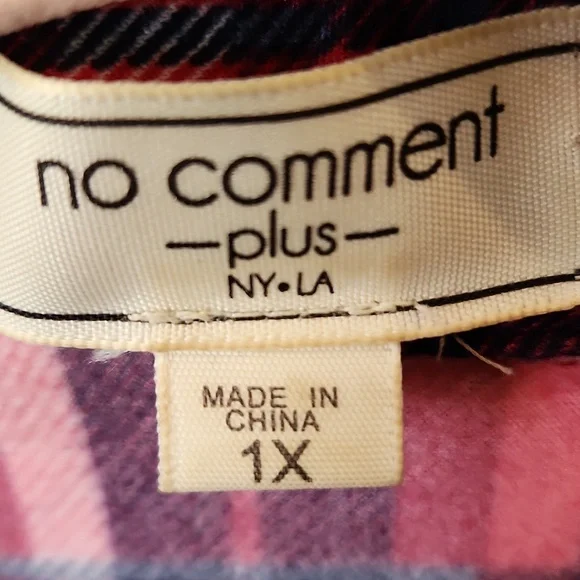 no comment
—plus—
NY•LA
MADE IN
CHINA
1X